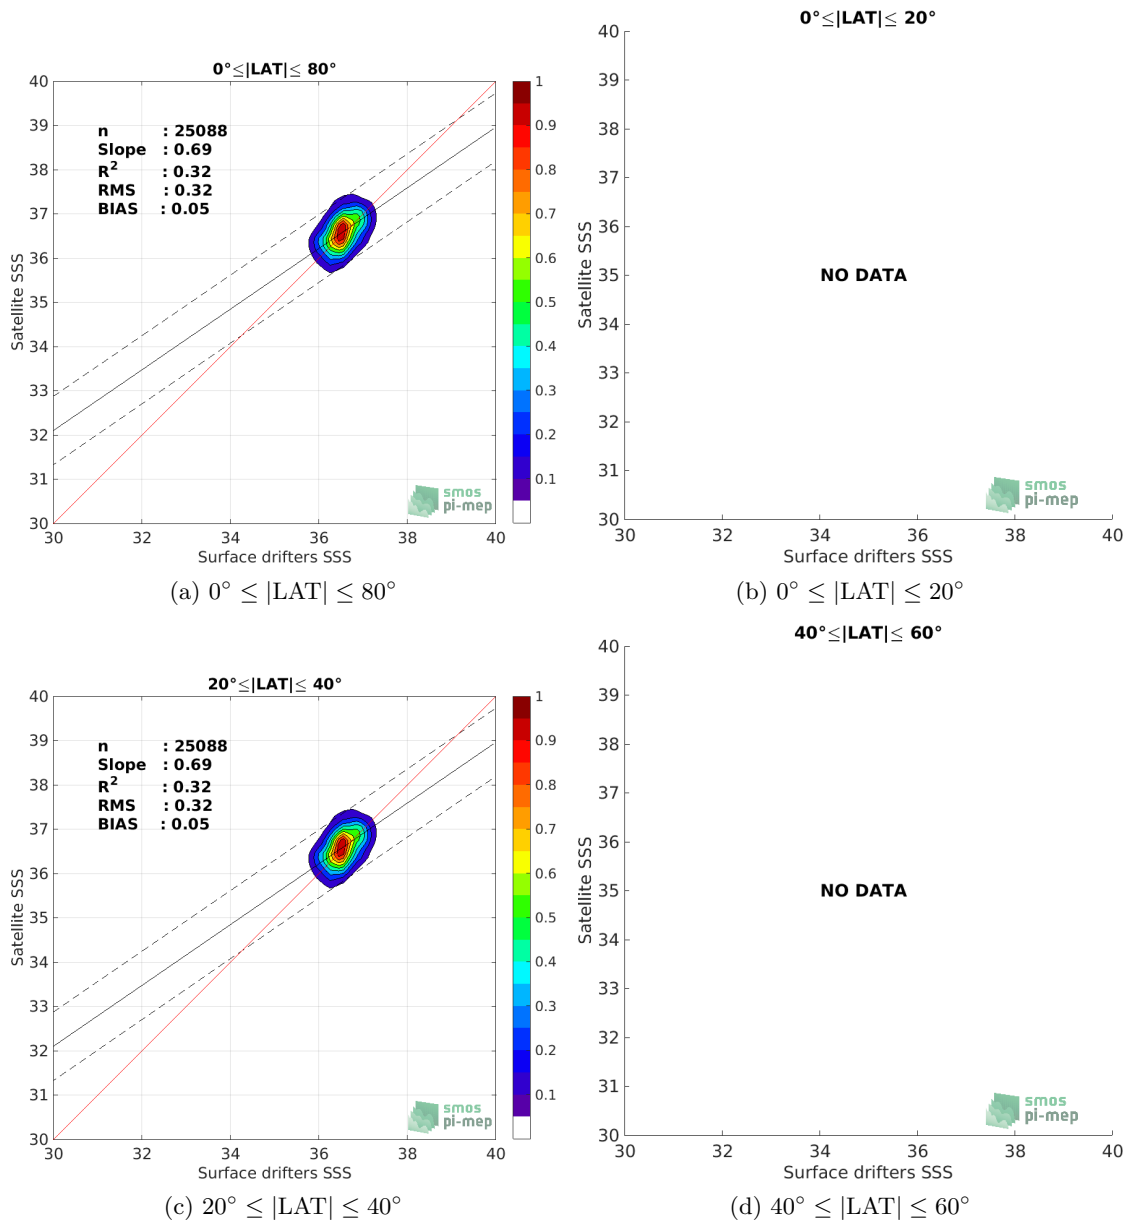 0°≤|LAT|≤ 80°
40
39
38
37
36
35
34
33
32
31
30
Satellite SSS
n : 25088
Slope : 0.69
R2 : 0.32
RMS : 0.32
BIAS : 0.05
1
0.9
0.8
0.7
0.6
0.5
0.4
0.3
0.2
0.1
smos
pi-mep
30 32 34 36 38 40
Surface drifters SSS
(a) 0° ≤ |LAT| ≤ 80°
0°≤|LAT|≤ 20°
40
39
38
37
36
35
34
33
32
31
30
Satellite SSS
NO DATA
smos
pi-mep
30 32 34 36 38 40
Surface drifters SSS
(b) 0° ≤ |LAT| ≤ 20°
20°≤|LAT|≤ 40°
40
39
38
37
36
35
34
33
32
31
30
Satellite SSS
n : 25088
Slope : 0.69
R2 : 0.32
RMS : 0.32
BIAS : 0.05
1
0.9
0.8
0.7
0.6
0.5
0.4
0.3
0.2
0.1
smos
pi-mep
30 32 34 36 38 40
Surface drifters SSS
(c) 20° ≤ |LAT| ≤ 40°
40°≤|LAT|≤ 60°
40
39
38
37
36
35
34
33
32
31
30
Satellite SSS
NO DATA
smos
pi-mep
30 32 34 36 38 40
Surface drifters SSS
(d) 40° ≤ |LAT| ≤ 60°